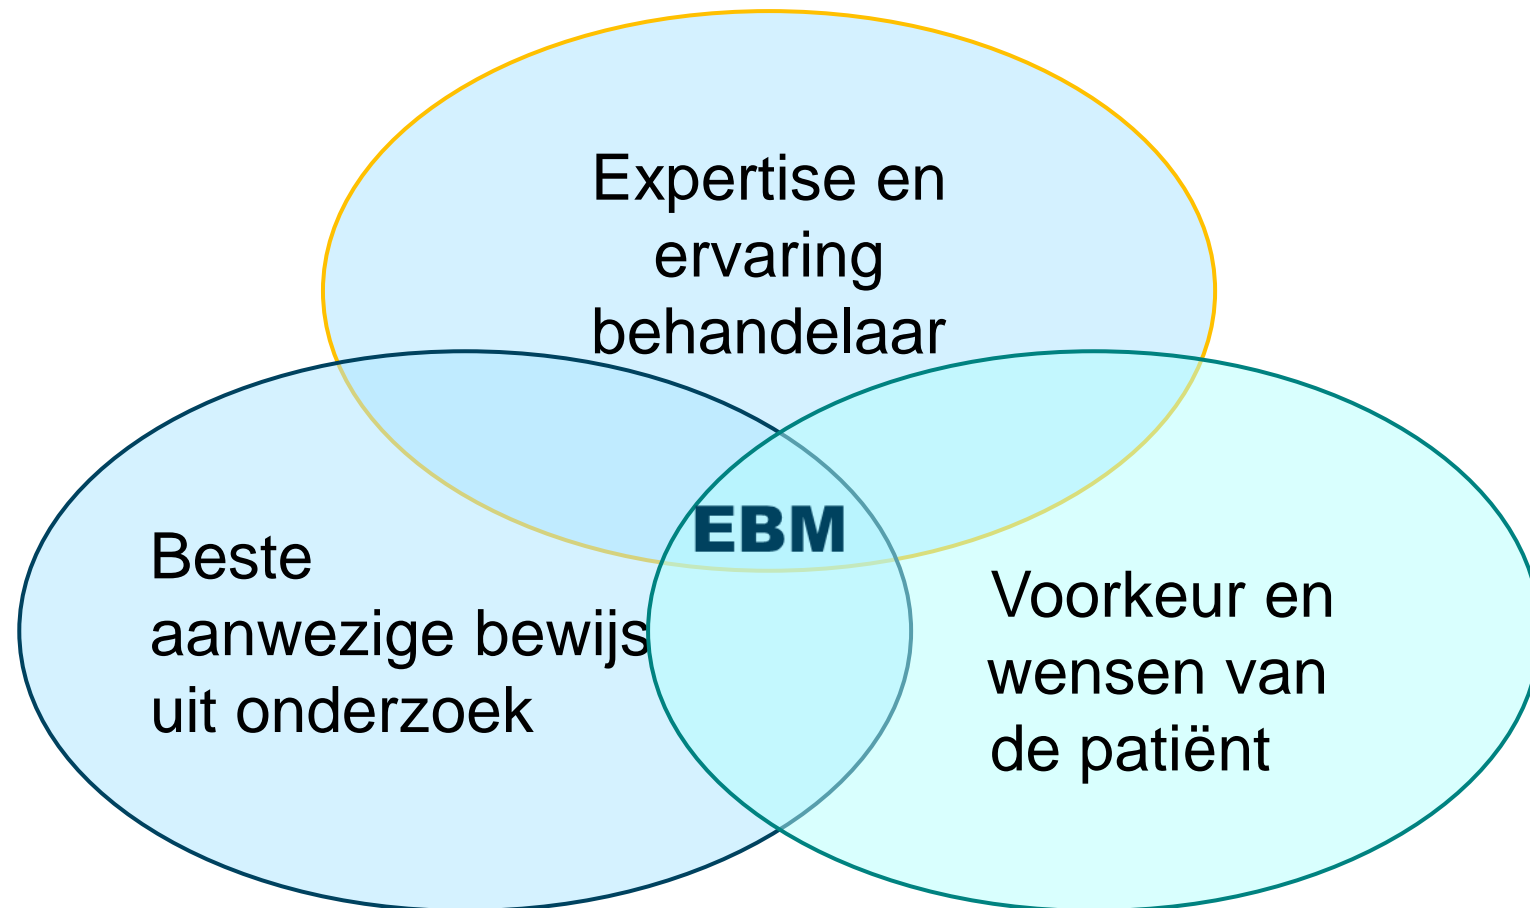 Expertise en
ervaring
behandelaar
EBM
Beste
aanwezige bewijs
uit onderzoek
Voorkeur en
wensen van
de patiënt